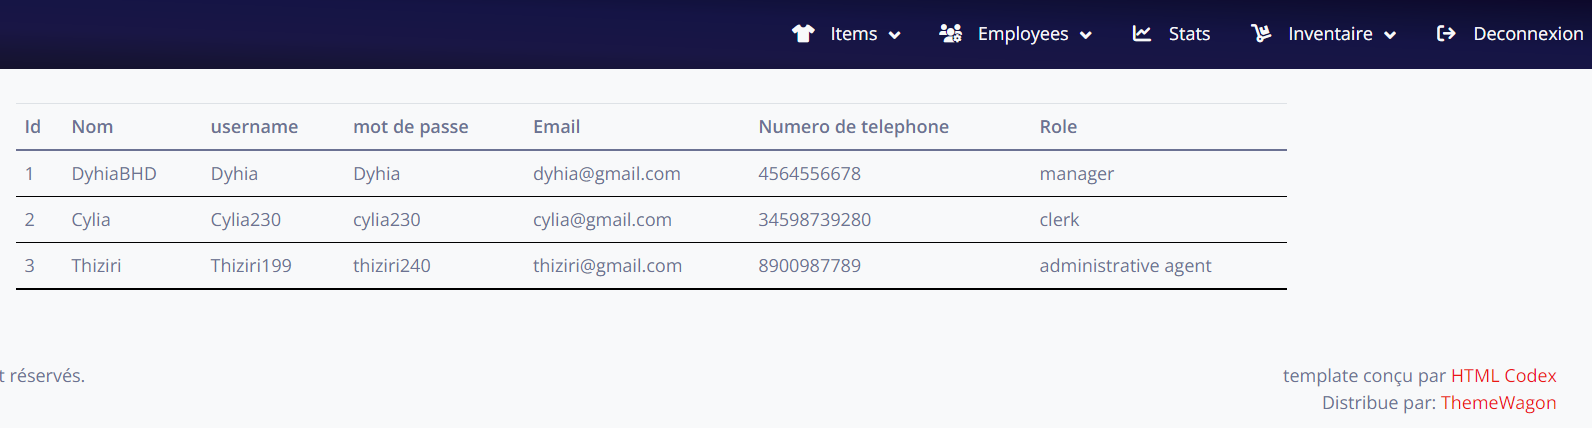 Items Employees Stats Inventaire Deconnexion
Id Nom username mot de passe Email Numero de telephone Role
1 DyhiaBHD Dyhia Dyhia dyhia@gmail.com 4564556678 manager
2 Cylia Cylia230 cylia230 cylia@gmail.com 34598739280 clerk
3 Thiziri Thiziri199 thiziri240 thiziri@gmail.com 8900987789 administrative agent
t réservés. template conçu par HTML Codex
Distribue par: ThemeWagon